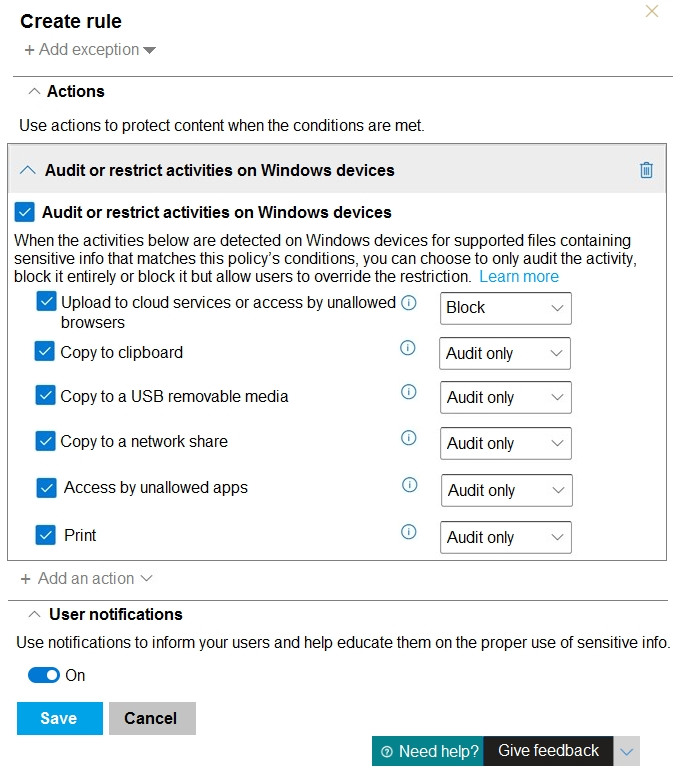 Create rule
+ Add exception
Actions
Use actions to protect content when the conditions are met.
Audit or restrict activities on Windows devices
Audit or restrict activities on Windows devices
When the activities below are detected on Windows devices for supported files containing
sensitive info that matches this policy's conditions, you can choose to only audit the activity,
block it entirely or block it but allow users to override the restriction. Learn more
Upload to cloud services or access by unallowed
browsers
Block
Copy to clipboard
Audit only
Copy to a USB removable media
Audit only
Copy to a network share
Audit only
Access by unallowed apps
Audit only
Print
Audit only
+ Add an action
User notifications
Use notifications to inform your users and help educate them on the proper use of sensitive info.
On
Save Cancel
Need help? Give feedback